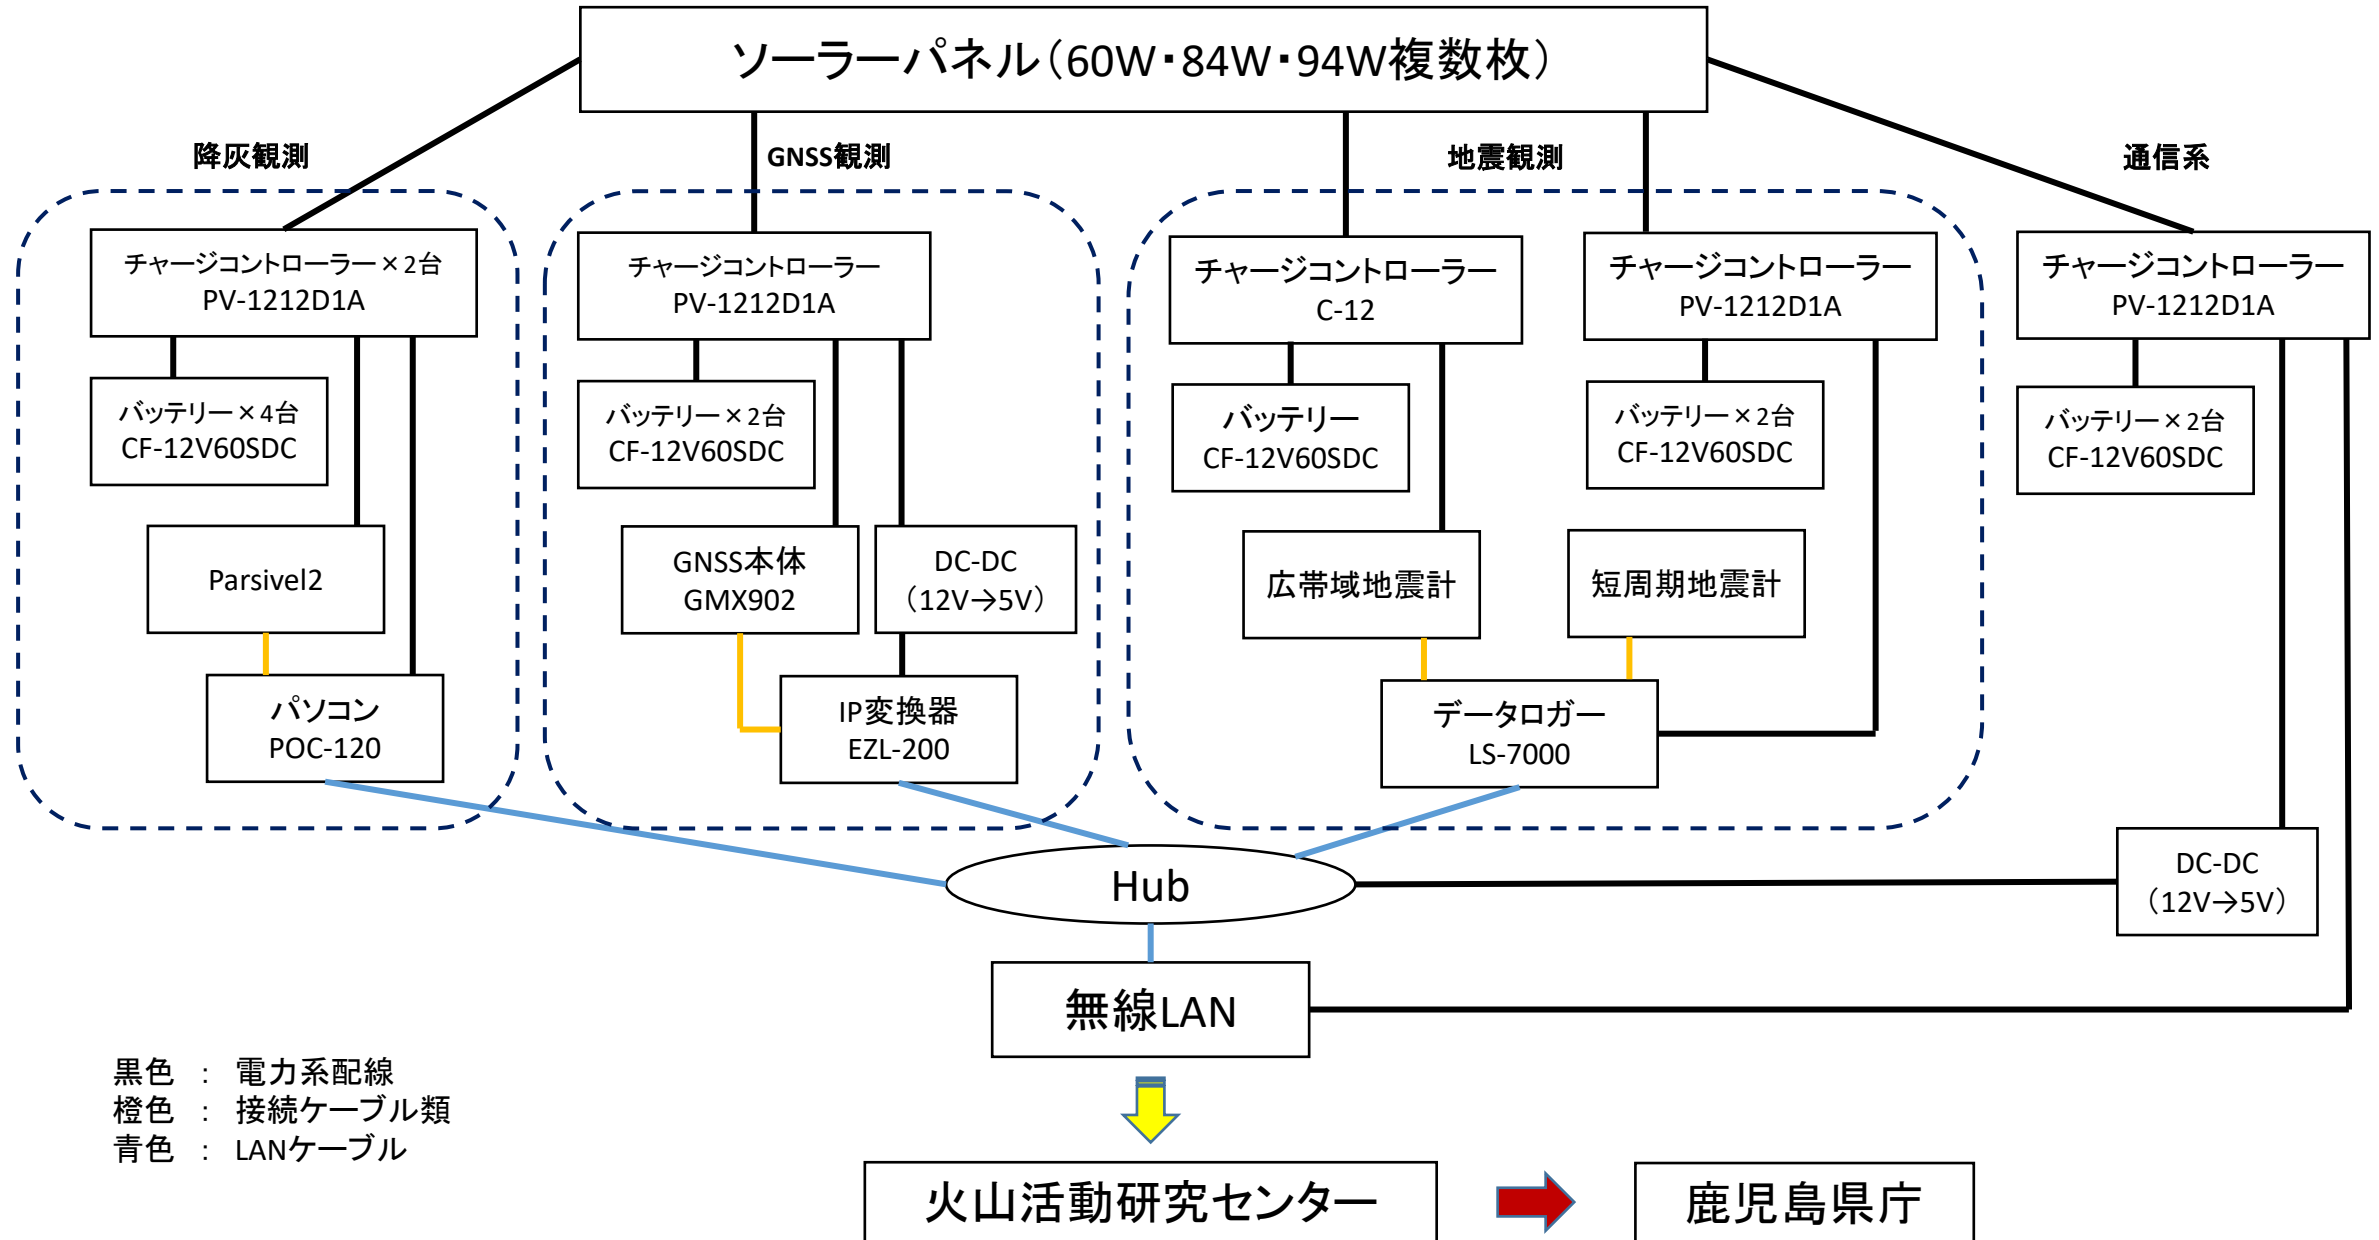 ソーラーパネル（60W・84W・94W複数枚）
降灰観測
GNSS観測
地震観測
通信系
チャージコントローラー×2台
PV-1212D1A
チャージコントローラー
PV-1212D1A
チャージコントローラー
C-12
チャージコントローラー
PV-1212D1A
チャージコントローラー
PV-1212D1A
バッテリー×4台
CF-12V60SDC
バッテリー×2台
CF-12V60SDC
バッテリー
CF-12V60SDC
バッテリー×2台
CF-12V60SDC
バッテリー×2台
CF-12V60SDC
Parsivel2
GNSS本体
GMX902
DC-DC
（12V→5V）
広帯域地震計
短周期地震計
パソコン
POC-120
IP変換器
EZL-200
データロガー
LS-7000
Hub
DC-DC
（12V→5V）
無線LAN
黒色 : 電力系配線
橙色 : 接続ケーブル類
青色 : LANケーブル
火山活動研究センター
鹿児島県庁